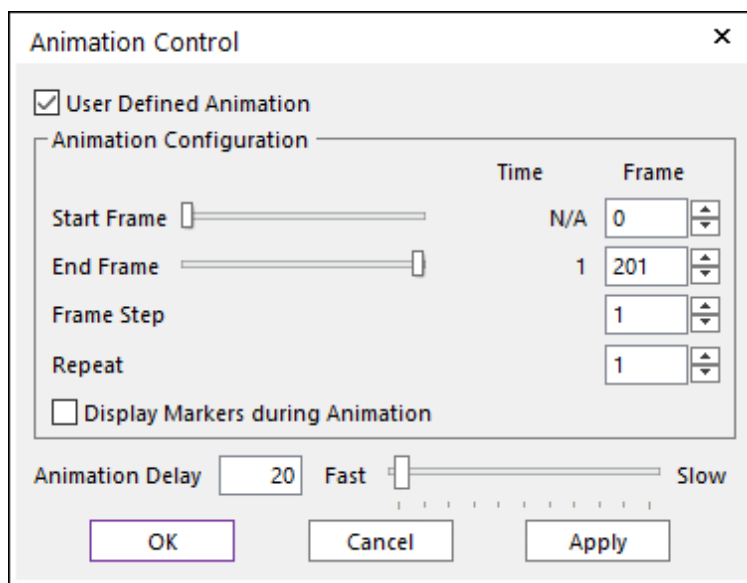 Animation Control
User Defined Animation
Animation Configuration
Time Frame
Start Frame N/A 0
End Frame 1 201
Frame Step 1
Repeat 1
Display Markers during Animation
Animation Delay 20 Fast Slow
OK Cancel Apply